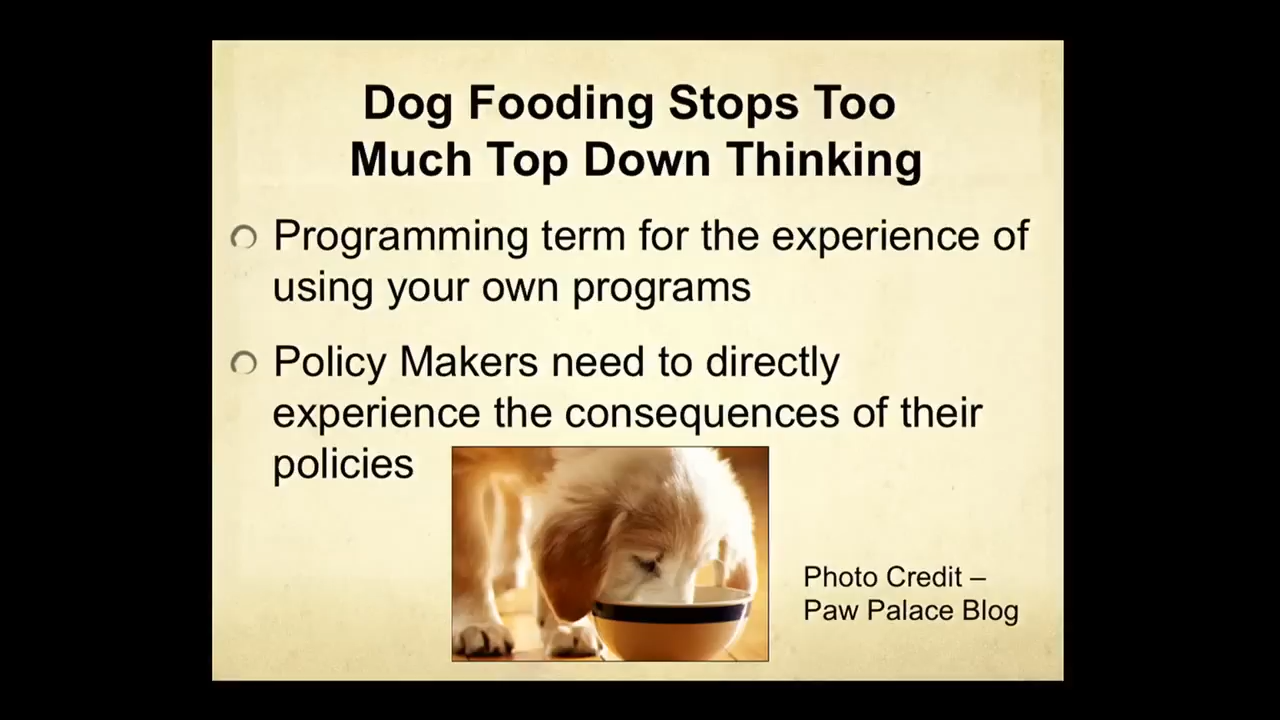 Dog Fooding Stops Too
Much Top Down Thinking
Programming term for the experience of
using your own programs
Policy Makers need to directly
experience the consequences of their
policies
Photo Credit –
Paw Palace Blog